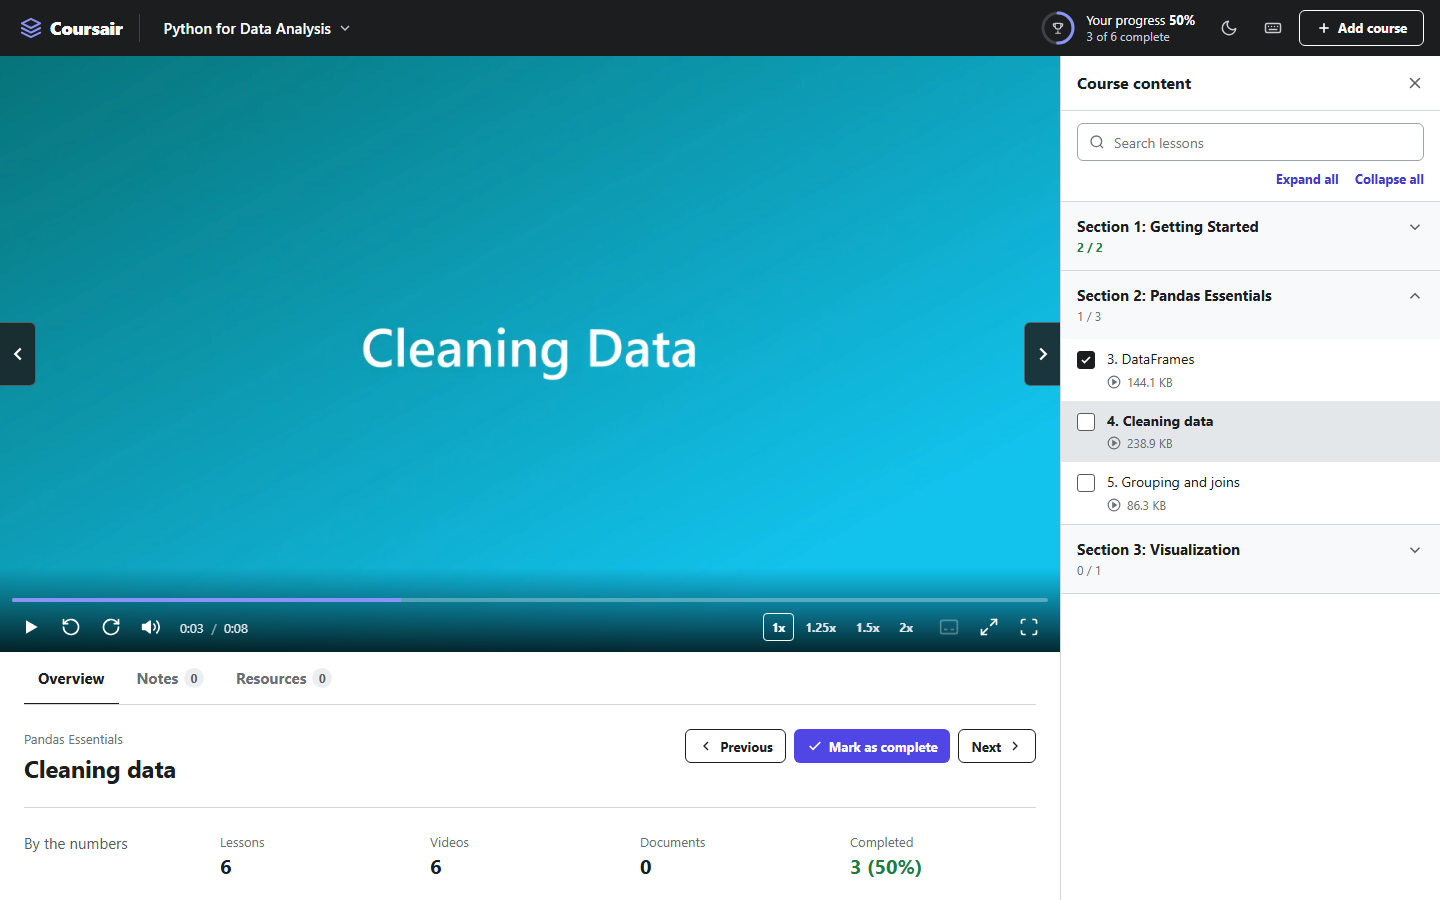 Coursair
Python for Data Analysis
Your progress 50%
3 of 6 complete
Add course
Cleaning Data
0:03 / 0:08
1x 1.25x 1.5x 2x
Overview
Notes 0
Resources 0
Pandas Essentials
Cleaning data
Previous
Mark as complete
Next
By the numbers
Lessons
6
Videos
6
Documents
0
Completed
3 (50%)
Course content
Search lessons
Expand all
Collapse all
Section 1: Getting Started
2 / 2
Section 2: Pandas Essentials
1 / 3
3. DataFrames
144.1 KB
4. Cleaning data
238.9 KB
5. Grouping and joins
86.3 KB
Section 3: Visualization
0 / 1